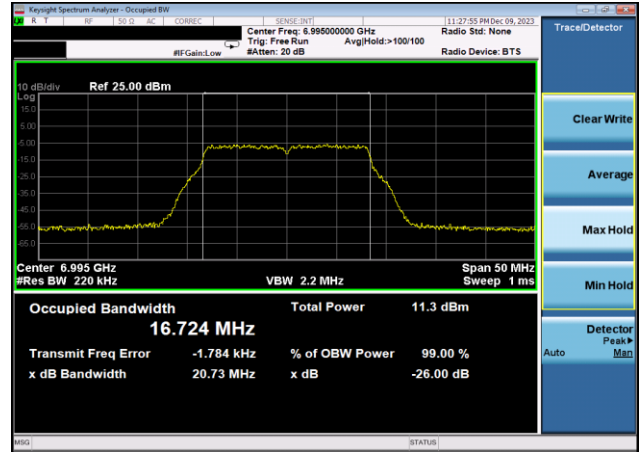 Keysight Spectrum Analyzer - Occupied BW
R T RF 50 Ω AC CORREC SENSE:INT 11:27:55 PM Dec 09, 2023
Center Freq: 6.995000000 GHz Radio Std: None
Trig: Free Run Avg|Hold:>100/100
#IFGain:Low #Atten: 20 dB Radio Device: BTS
10 dB/div Ref 25.00 dBm
Log
15.0
5.00
-5.00
-15.0
-25.0
-35.0
-45.0
-55.0
-65.0
Center 6.995 GHz Span 50 MHz
#Res BW 220 kHz VBW 2.2 MHz Sweep 1 ms
Occupied Bandwidth Total Power 11.3 dBm
16.724 MHz
Transmit Freq Error -1.784 kHz % of OBW Power 99.00 %
x dB Bandwidth 20.73 MHz x dB -26.00 dB
MSG STATUS
Trace/Detector
Clear Write
Average
Max Hold
Min Hold
Detector
Peak▶
Auto Man